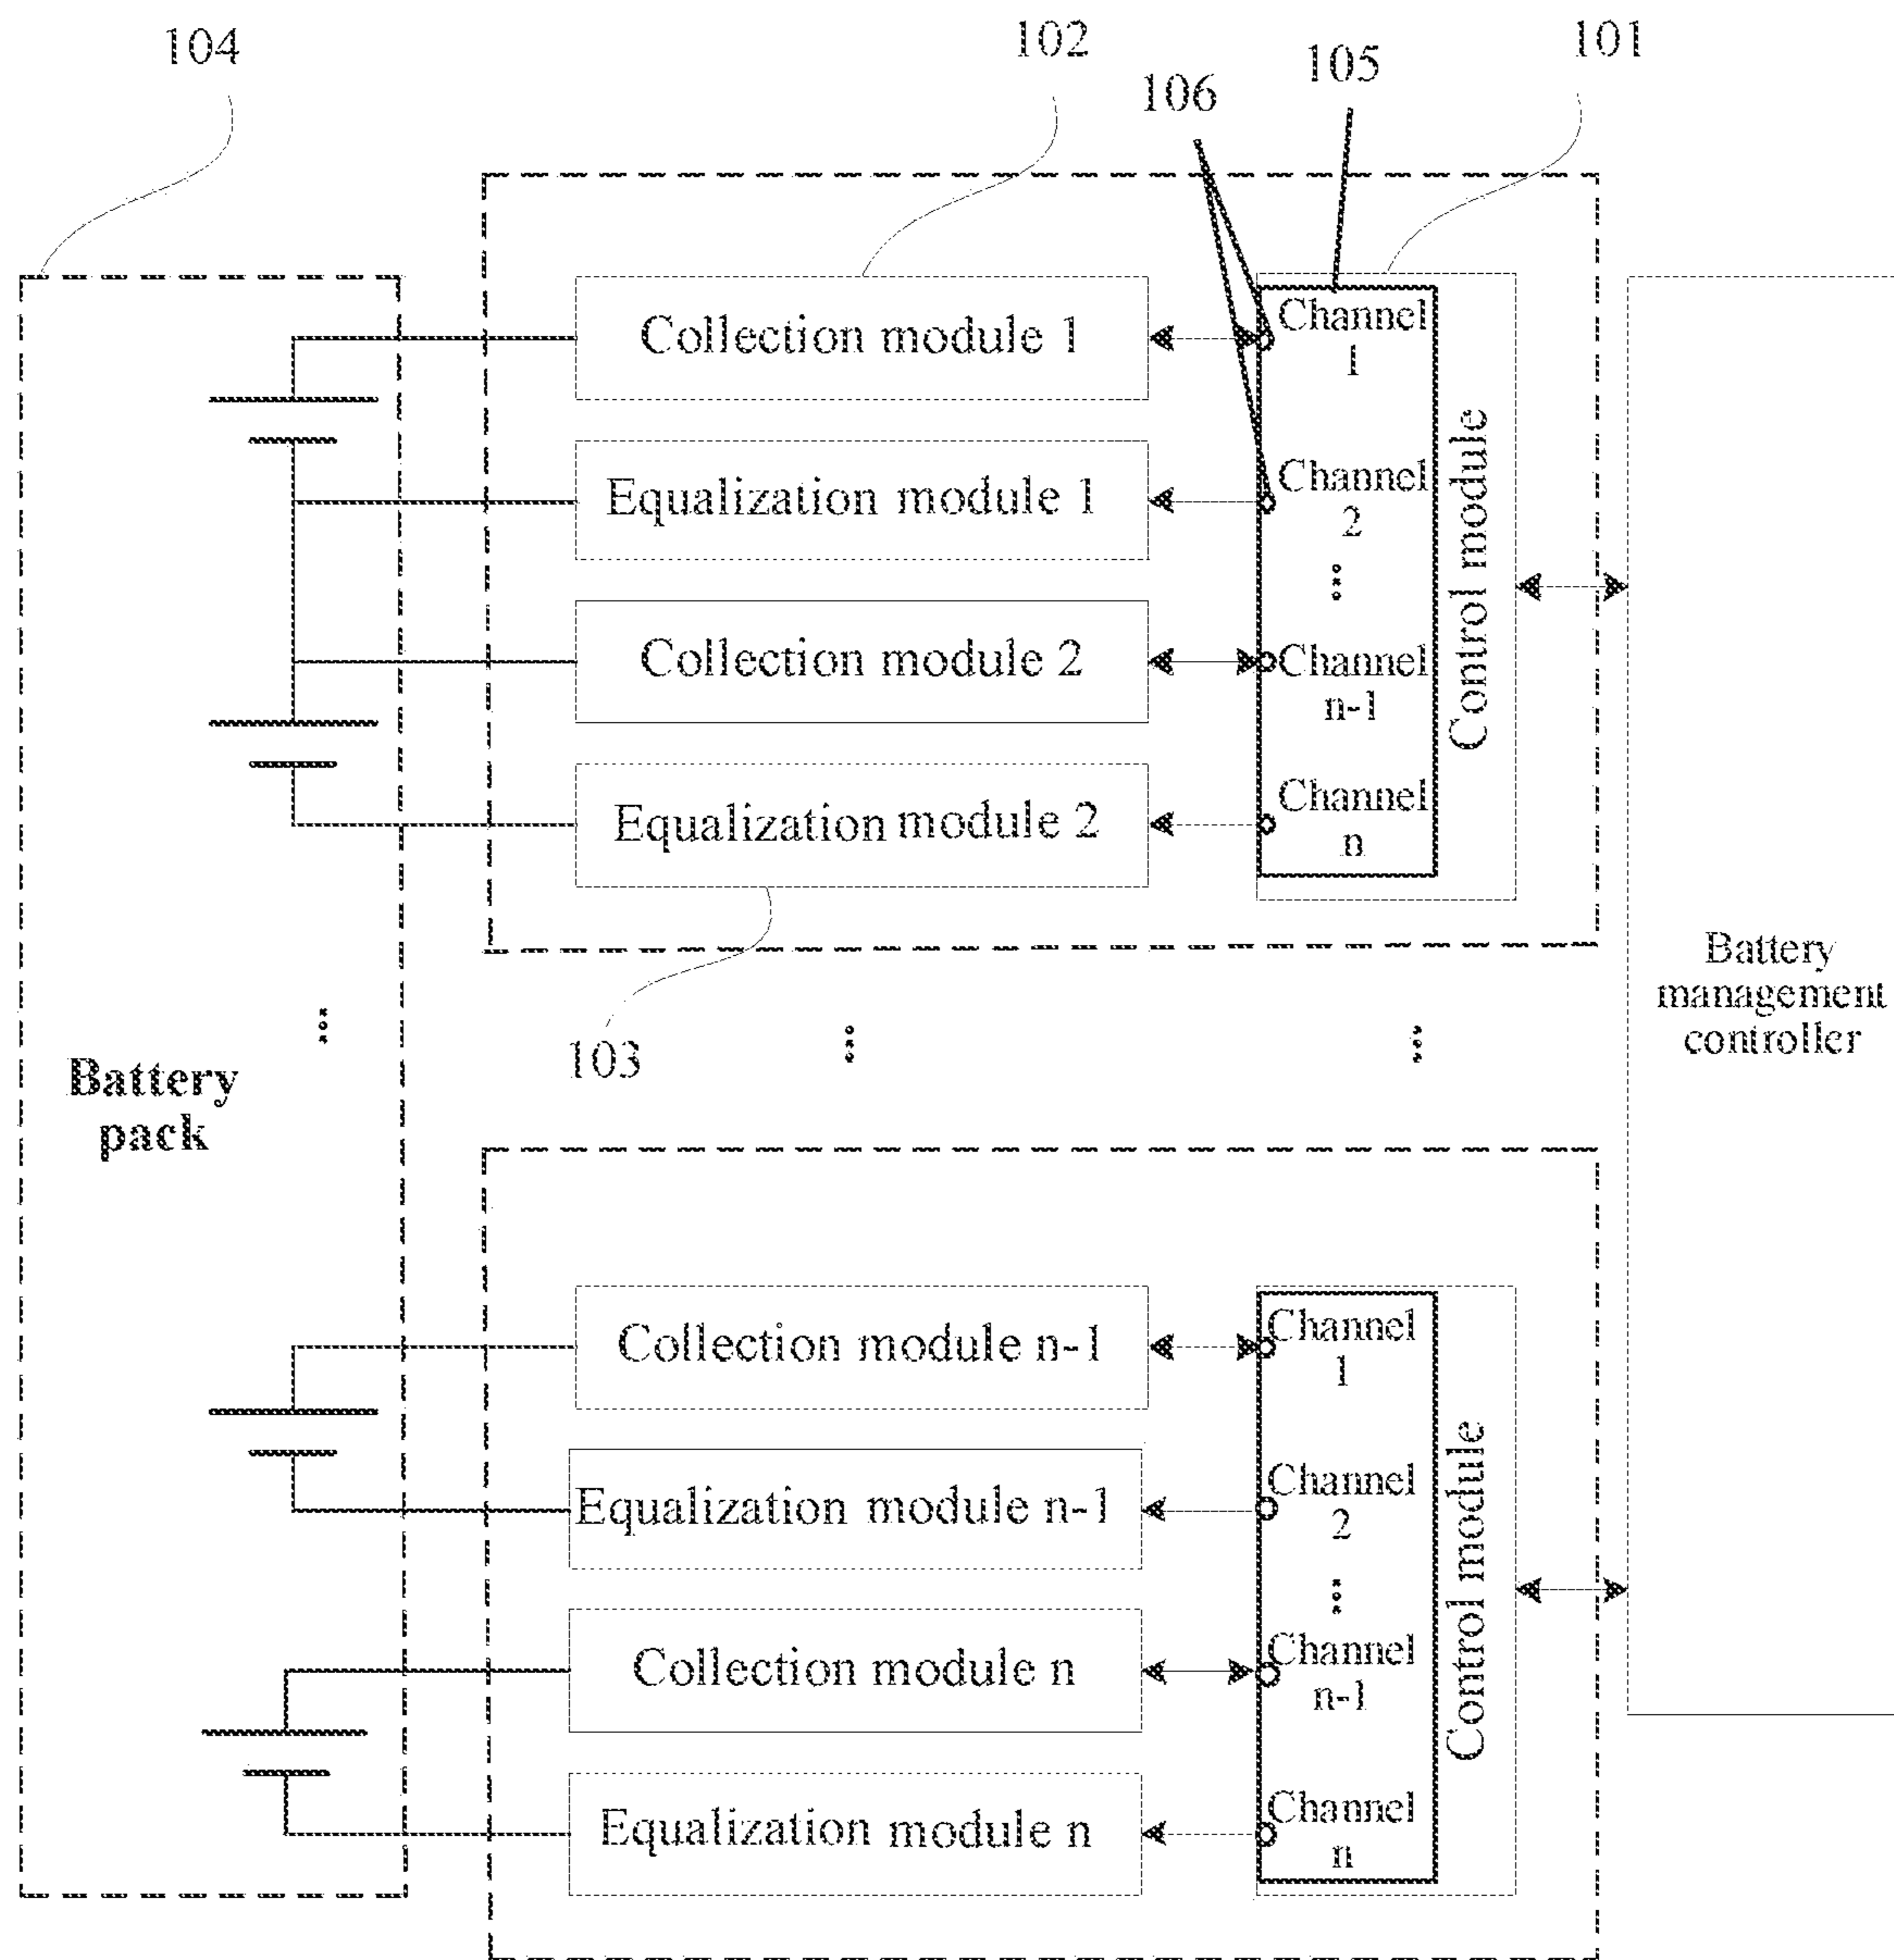 104
102
105
101
106
Collection module 1
Equalization module 1
Collection module 2
Equalization module 2
Channel
1
Channel
2
Channel
n-1
Channel
n
Control module
103
Battery
pack
Battery
management
controller
Collection module n-1
Equalization module n-1
Collection module n
Equalization module n
Channel
1
Channel
2
Channel
n-1
Channel
n
Control module